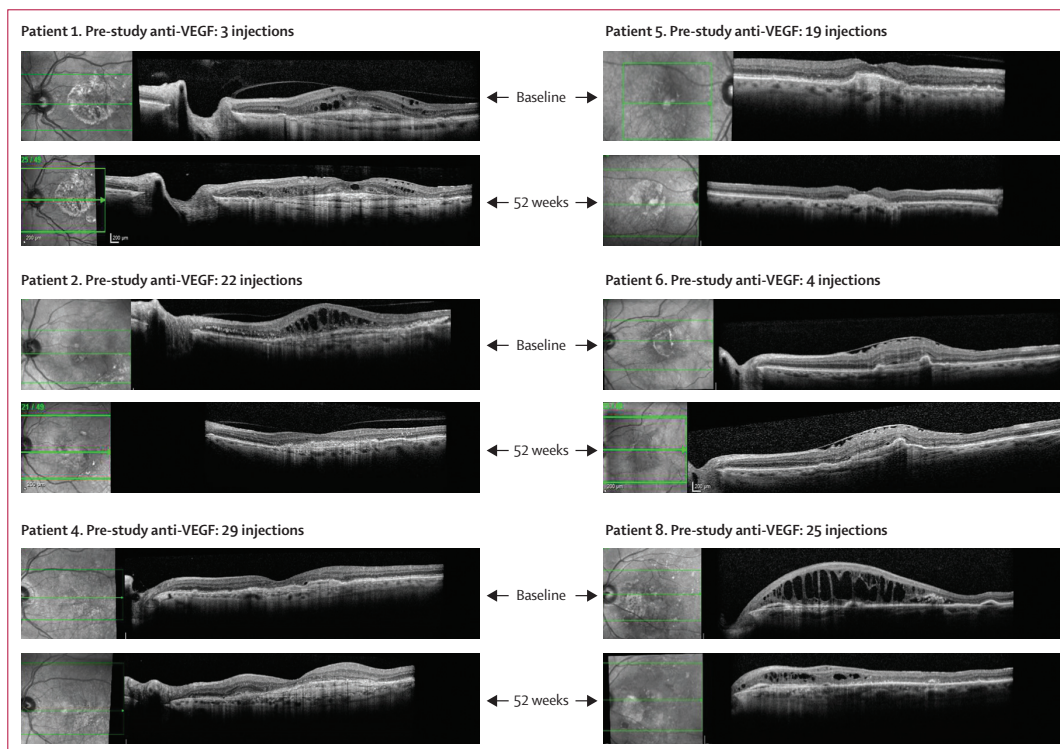 Patient 1. Pre-study anti-VEGF: 3 injections
Patient 5. Pre-study anti-VEGF: 19 injections
Baseline
25 / 49
52 weeks
200 µm
200 µm
Patient 2. Pre-study anti-VEGF: 22 injections
Patient 6. Pre-study anti-VEGF: 4 injections
Baseline
21 / 49
52 weeks
200 µm
200 µm
Patient 4. Pre-study anti-VEGF: 29 injections
Patient 8. Pre-study anti-VEGF: 25 injections
Baseline
52 weeks